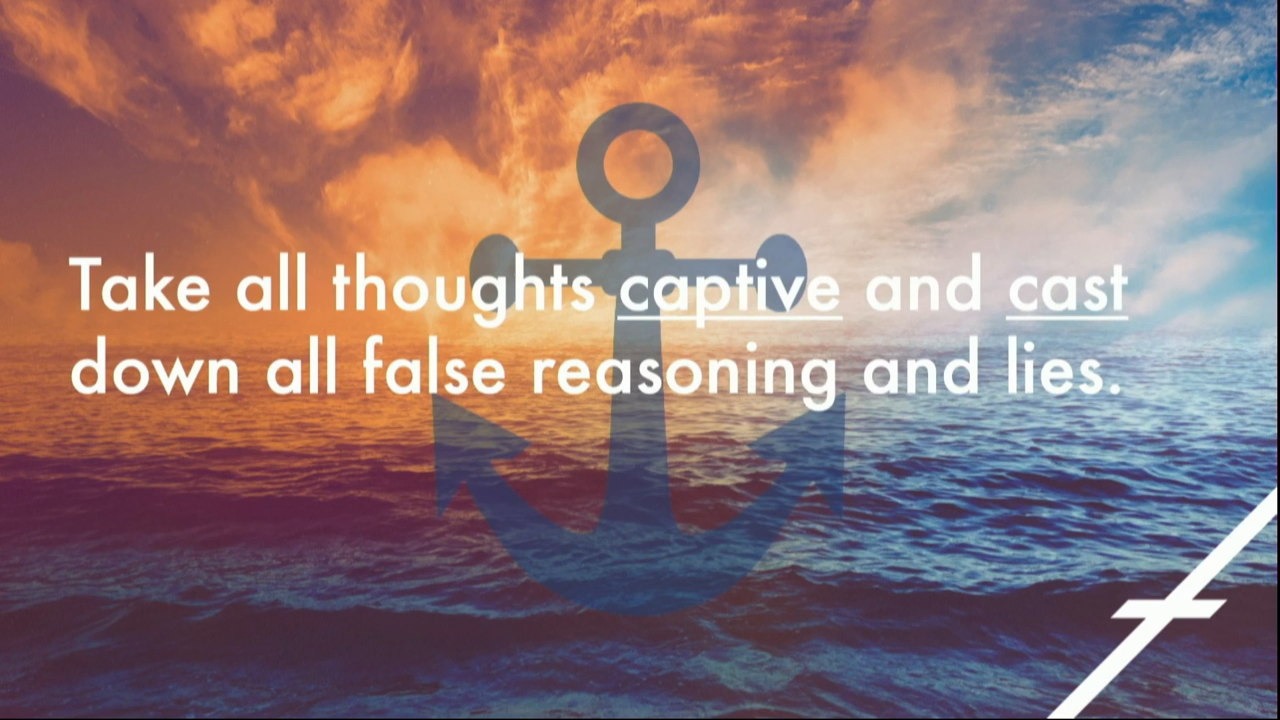 Take all thoughts captive and cast
down all false reasoning and lies.